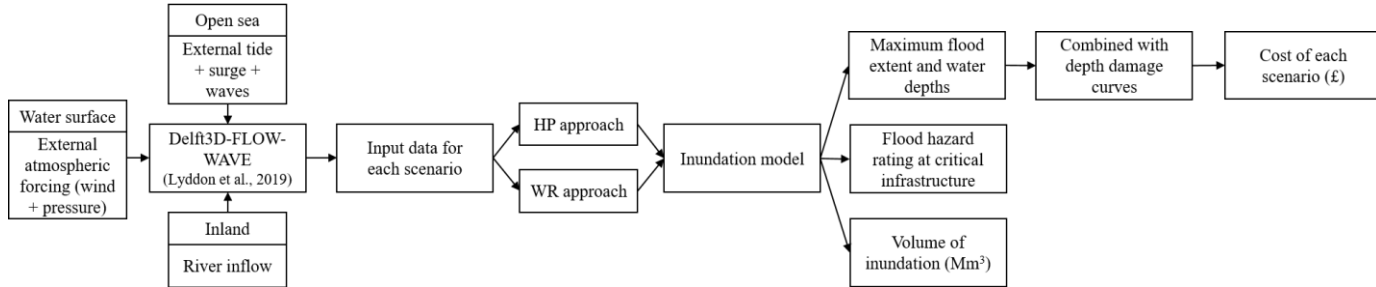 Open sea
External tide
+ surge +
waves
Water surface
External
atmospheric
forcing (wind
+ pressure)
Delft3D-FLOW-
WAVE
(Lyddon et al., 2019)
Inland
River inflow
Input data for
each scenario
HP approach
WR approach
Inundation model
Maximum flood
extent and water
depths
Combined with
depth damage
curves
Cost of each
scenario (£)
Flood hazard
rating at critical
infrastructure
Volume of
inundation (Mm³)